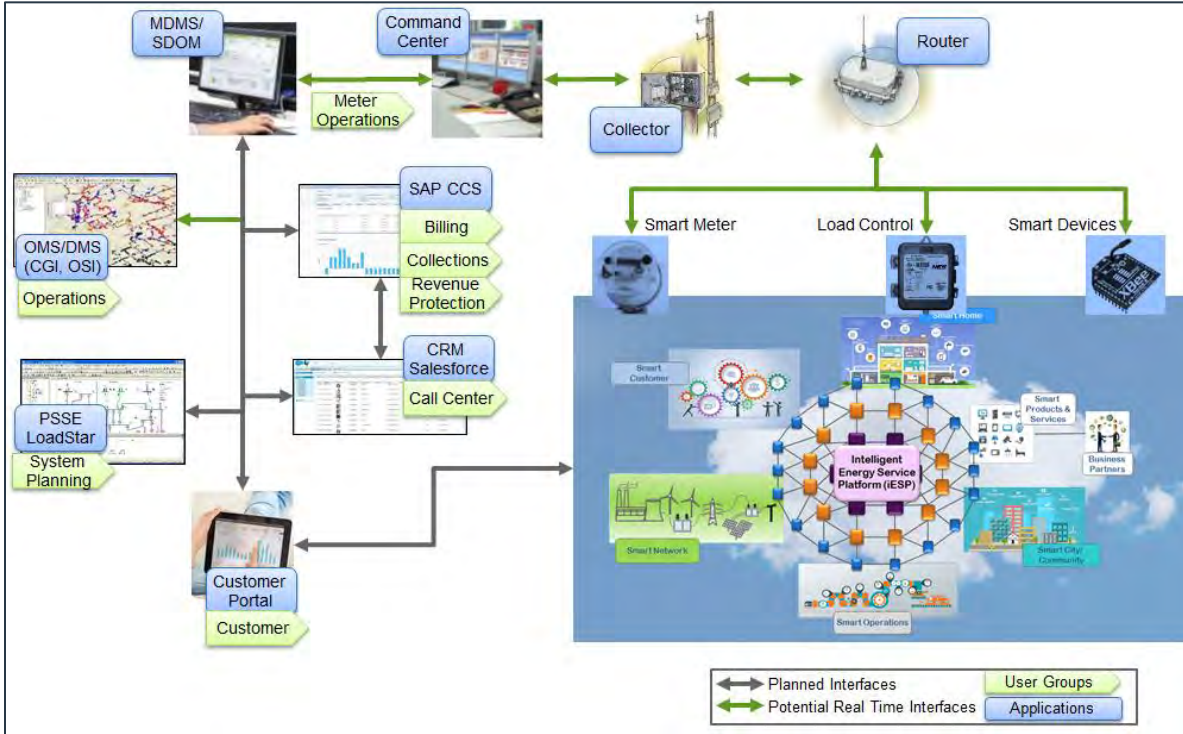 MDMS/
SDOM
Command
Center
Router
Meter
Operations
Collector
SAP CCS
Billing
Collections
Revenue
Protection
OMS/DMS
(CGI, OSI)
Operations
Smart Meter
Load Control
Smart Devices
XBee
Smart Home
CRM
Salesforce
Call Center
PSSE
LoadStar
System
Planning
Smart
Customer
Smart
Products &
Services
Business
Partners
Intelligent
Energy Service
Platform (iESP)
Smart Network
Smart City/
Community
Smart Operations
Customer
Portal
Customer
Planned Interfaces
User Groups
Potential Real Time Interfaces
Applications